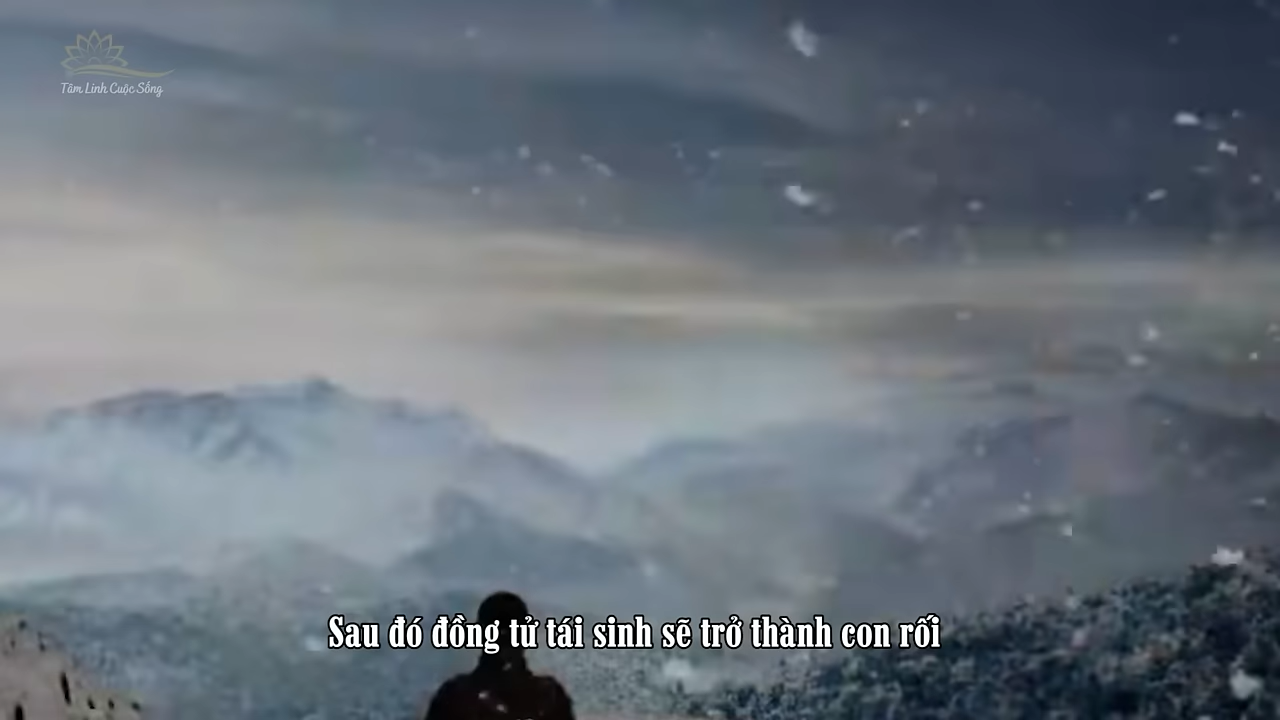 Tâm Linh Cuộc Sống
Sau đó đồng tử tái sinh sẽ trở thành con rối